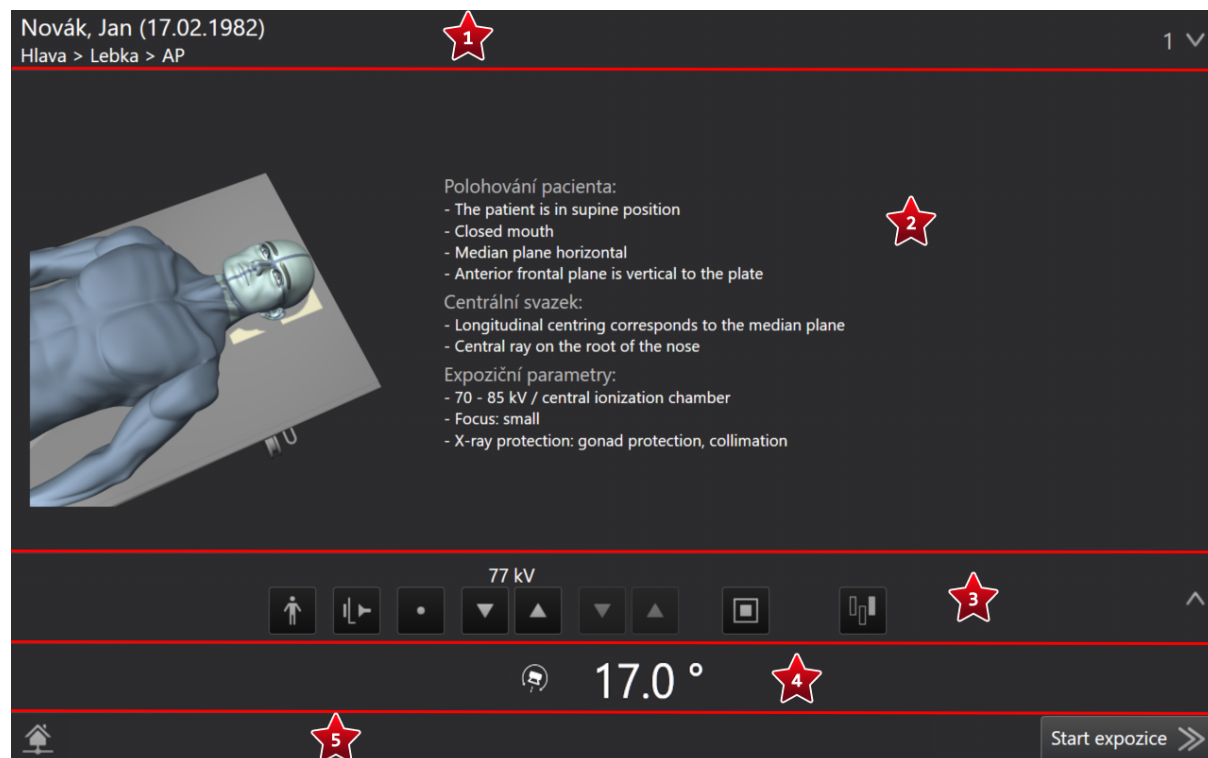 Novák, Jan (17.02.1982)
Hlava > Lebka > AP
1
1
Polohování pacienta:
- The patient is in supine position
- Closed mouth
- Median plane horizontal
- Anterior frontal plane is vertical to the plate
2
Centrální svazek:
- Longitudinal centring corresponds to the median plane
- Central ray on the root of the nose
Expoziční parametry:
- 70 - 85 kV / central ionization chamber
- Focus: small
- X-ray protection: gonad protection, collimation
77 kV
3
17.0 °
4
5
Start expozice